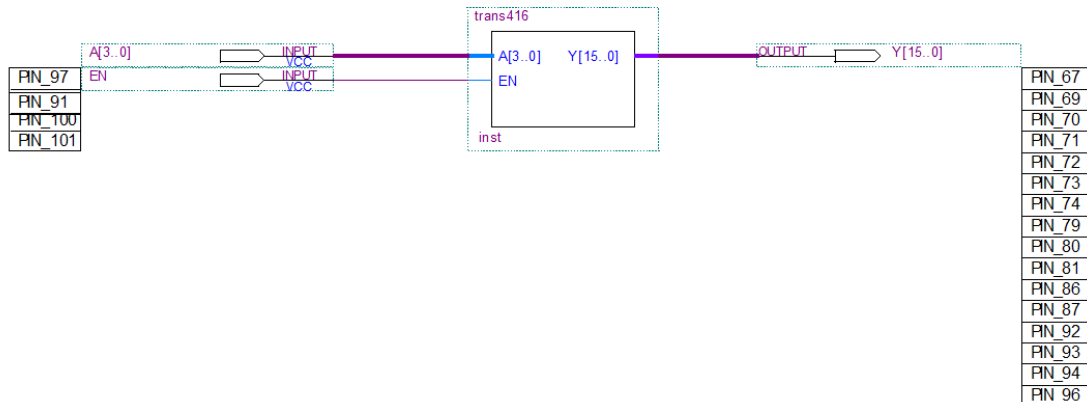 trans416
A[3..0] INPUT VCC A[3..0] Y[15..0] OUTPUT Y[15..0]
PIN_97 EN INPUT VCC EN PIN_67
PIN_91 PIN_69
PIN_100 PIN_70
PIN_101 inst PIN_71
PIN_72
PIN_73
PIN_74
PIN_79
PIN_80
PIN_81
PIN_86
PIN_87
PIN_92
PIN_93
PIN_94
PIN_96